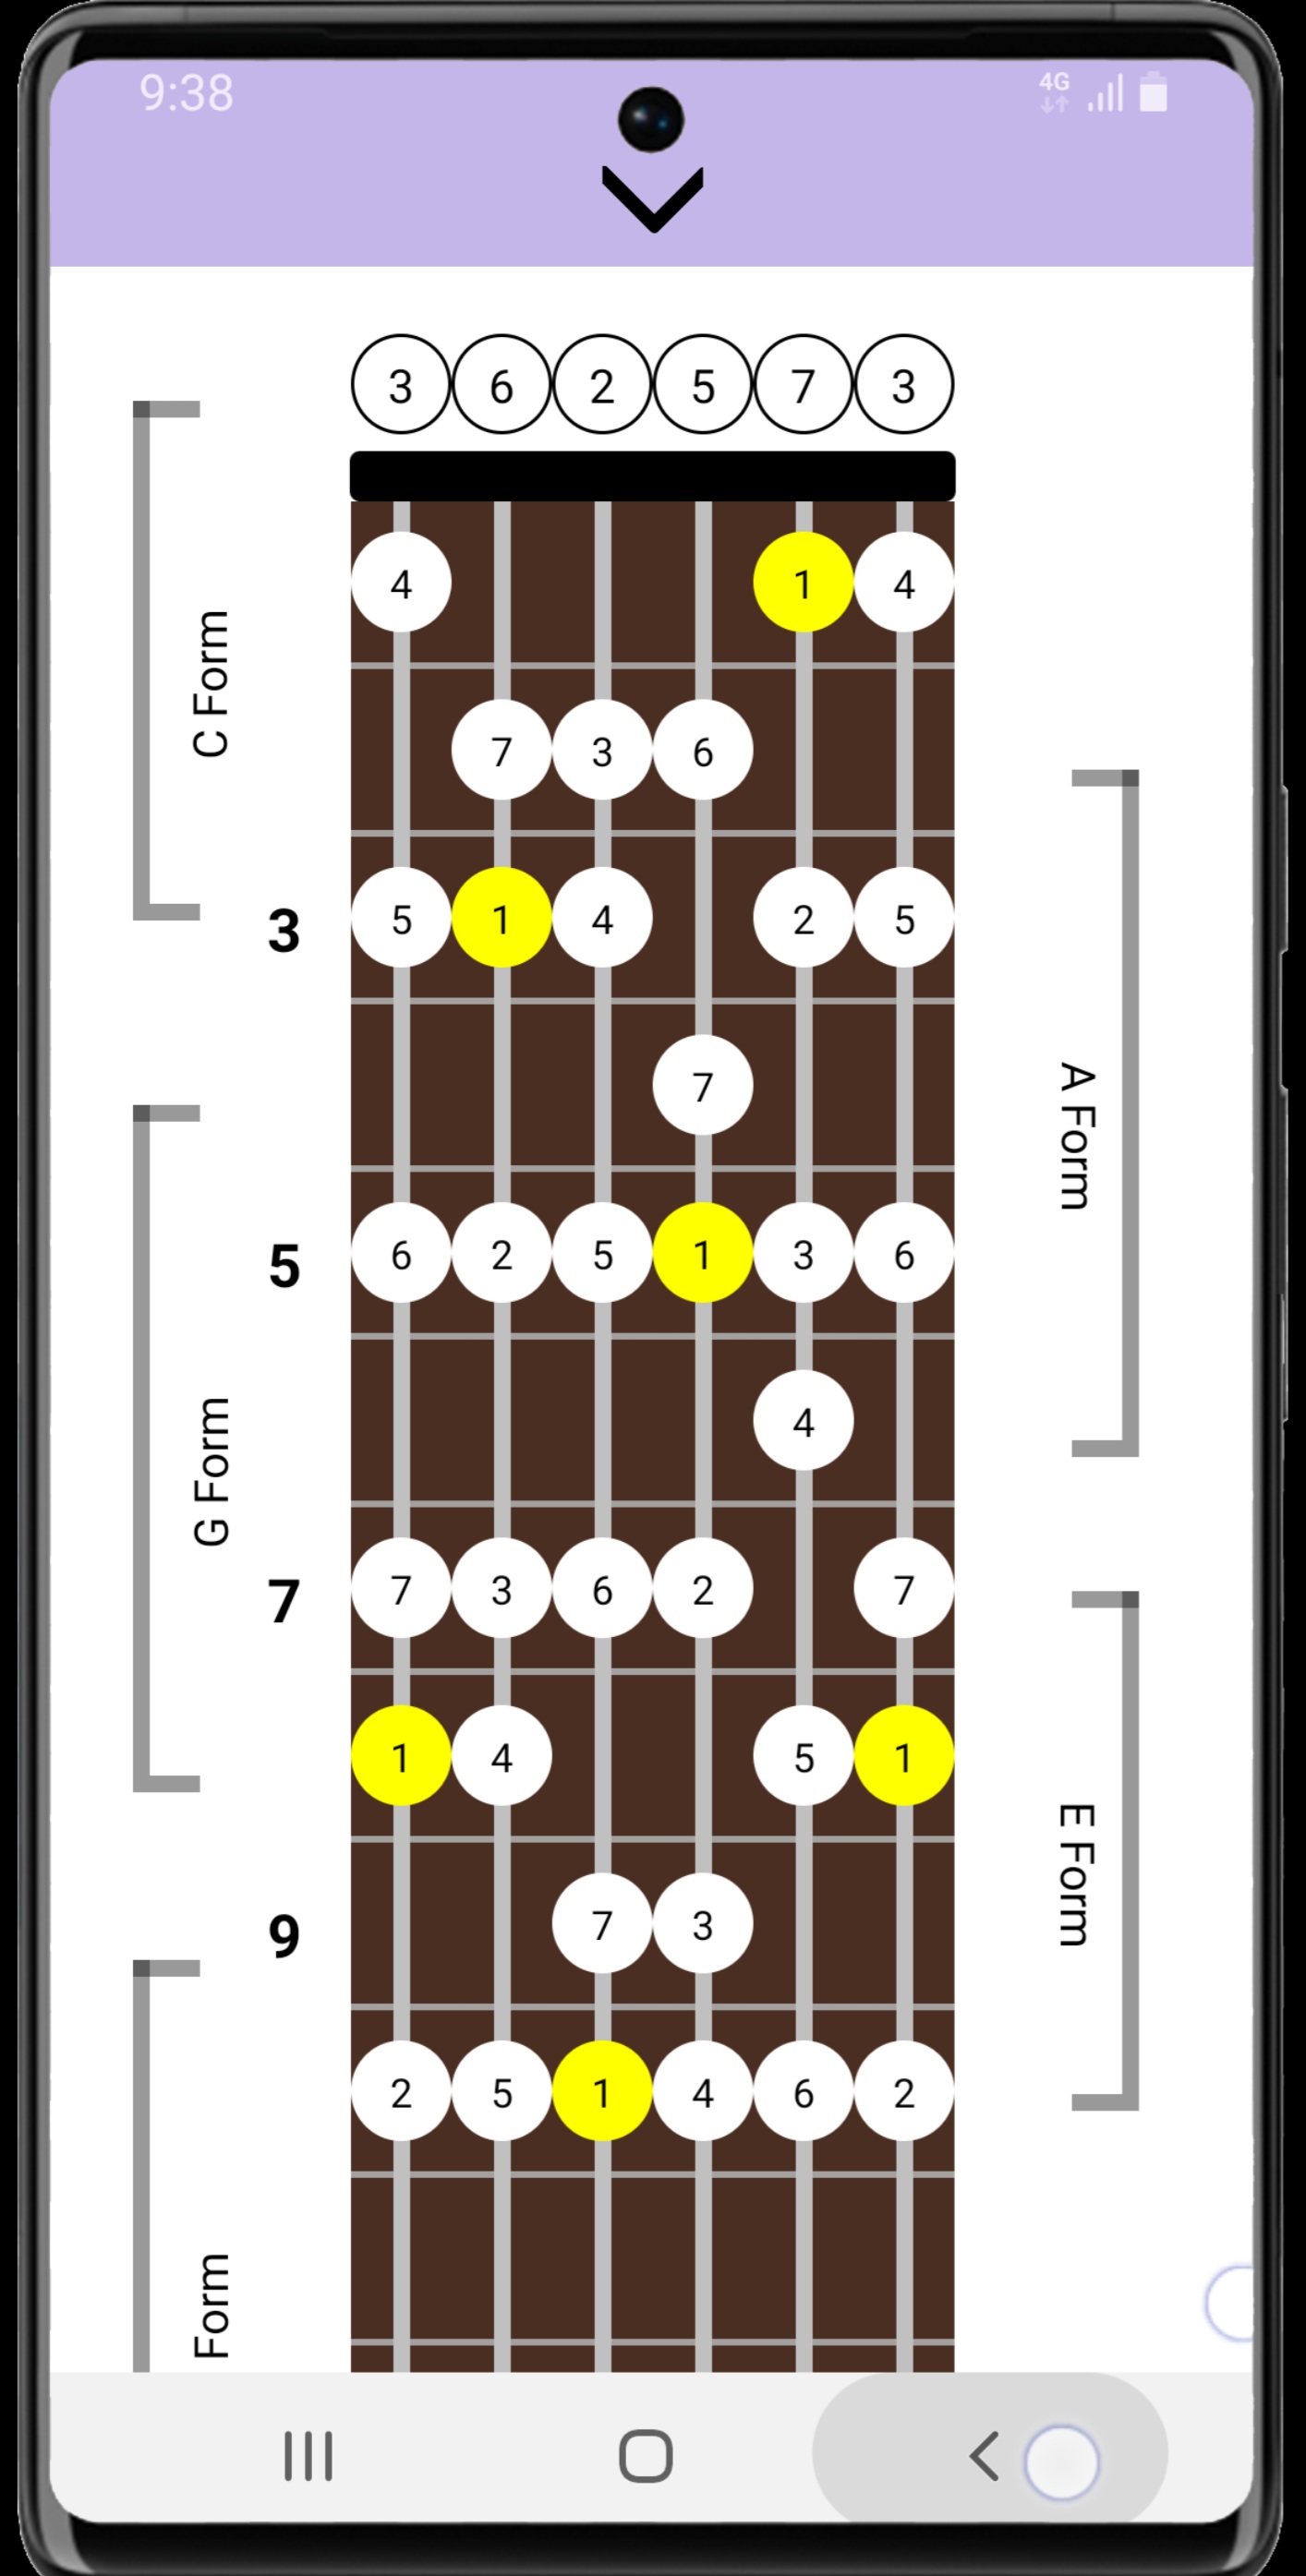 9:38
4G
3 6 2 5 7 3
4 1 4
C Form
7 3 6
3 5 1 4 2 5
7
A Form
5 6 2 5 1 3 6
4
G Form
7 7 3 6 2 7
1 4 5 1
E Form
9 7 3
2 5 1 4 6 2
Form